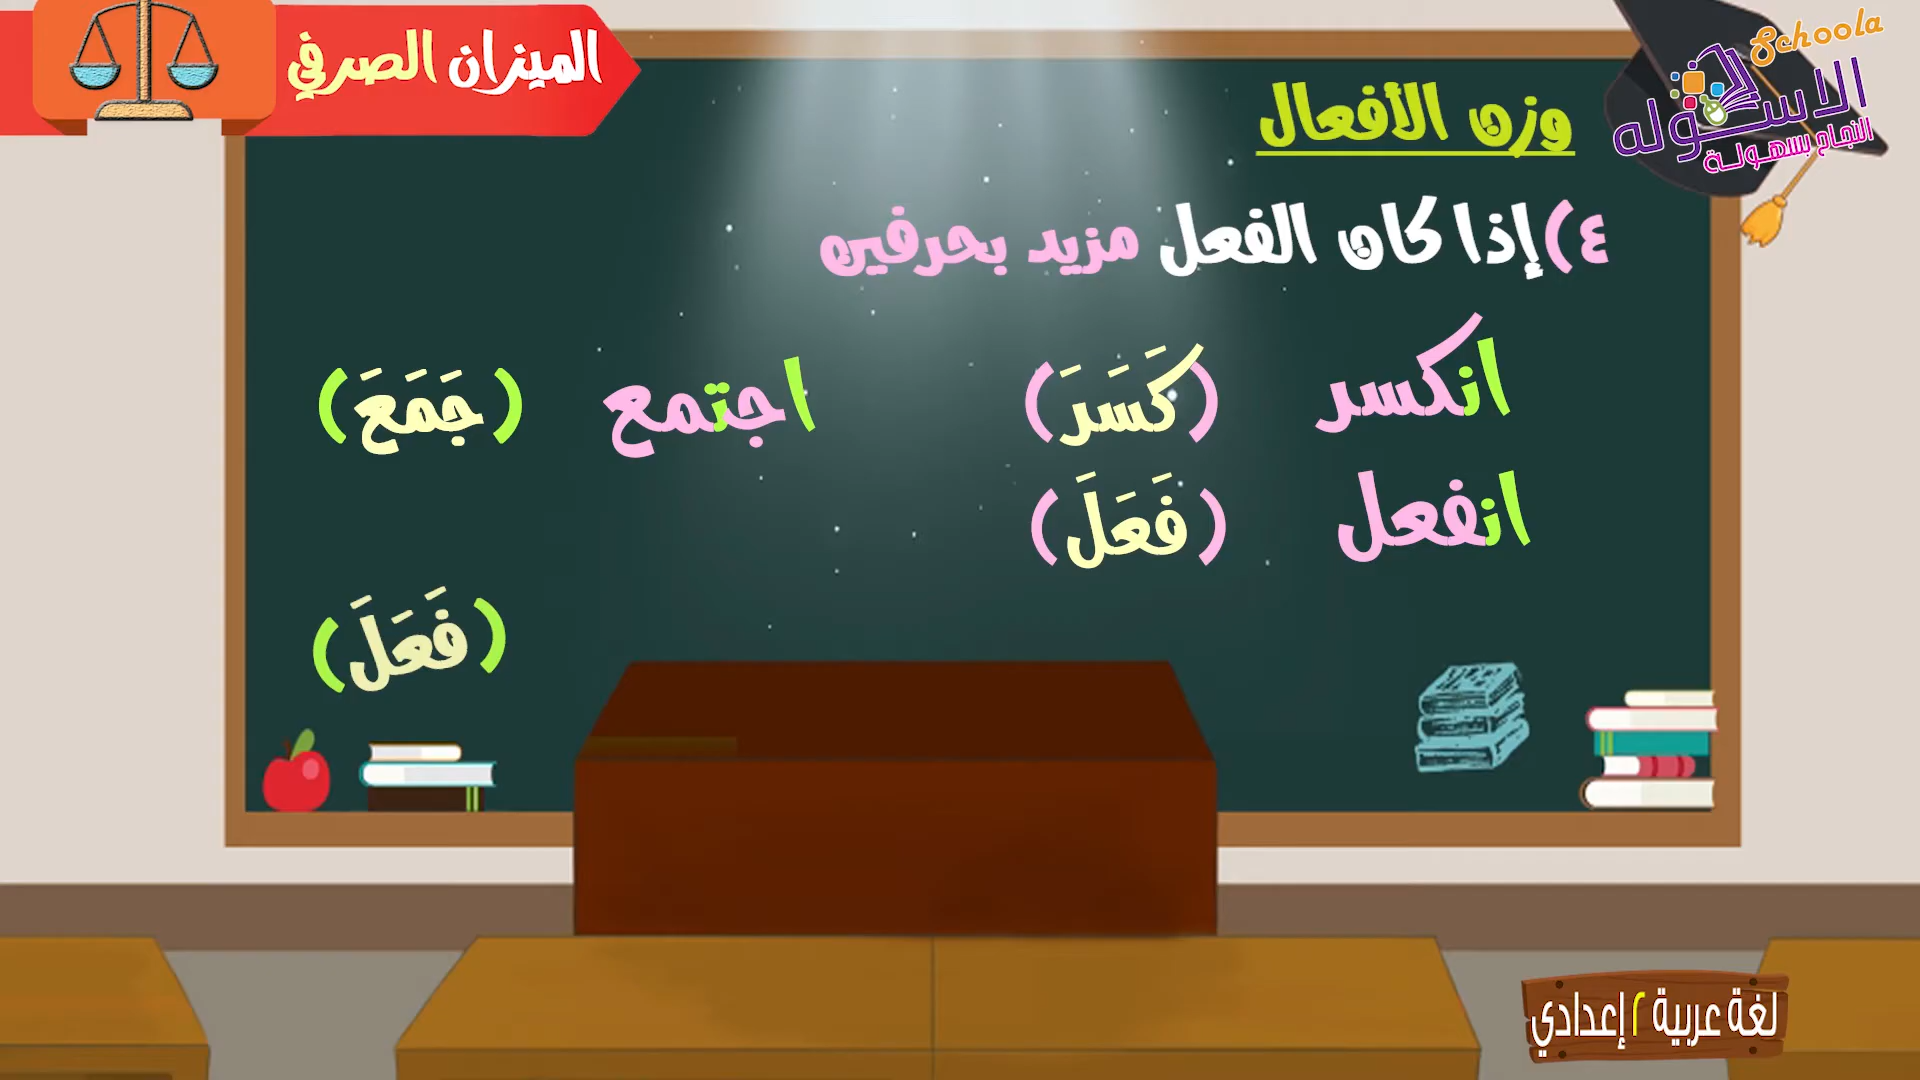 الميزان الصرفي
Schoola
الاسكوله
النجاح بسهولة
وزن الأفعال
٤) إذا كان الفعل مزيد بحرفين
انكسر (كَسَرَ) اجتمع (جَمَعَ)
انفعل (فَعَلَ)
(فَعَلَ)
لغة عربية ٢ إعدادي